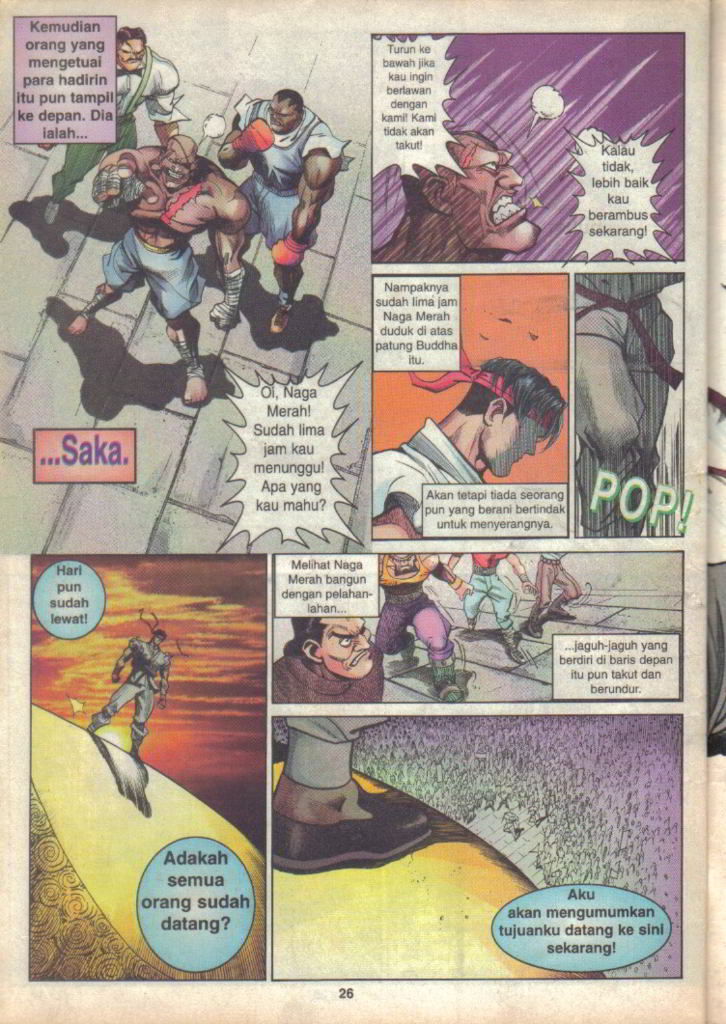 Kemudian
orang yang
mengetuai
para hadirin
itu pun tampil
ke depan. Dia
ialah...
...Saka.
Oi, Naga
Merah!
Sudah lima
jam kau
menunggu!
Apa yang
kau mahu?
Turun ke
bawah jika
kau ingin
berlawan
dengan
kami! Kami
tidak akan
takut!
Kalau
tidak,
lebih baik
kau
berambus
sekarang!
Nampaknya
sudah lima jam
Naga Merah
duduk di atas
patung Buddha
itu.
Akan tetapi tiada seorang
pun yang berani bertindak
untuk menyerangnya.
POP!
Hari
pun
sudah
lewat!
Adakah
semua
orang sudah
datang?
Melihat Naga
Merah bangun
dengan pelahan-
lahan...
...jaguh-jaguh yang
berdiri di baris depan
itu pun takut dan
berundur.
Aku
akan mengumumkan
tujuanku datang ke sini
sekarang!
26